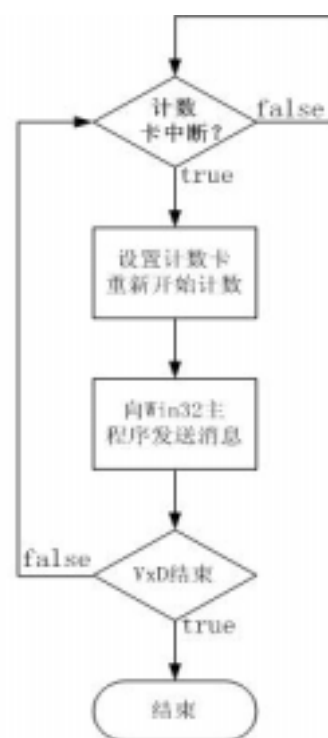 计数
卡中断?
false
true
设置计数卡
重新开始计数
向Win32主
程序发送消息
false
VxD结束
true
结束